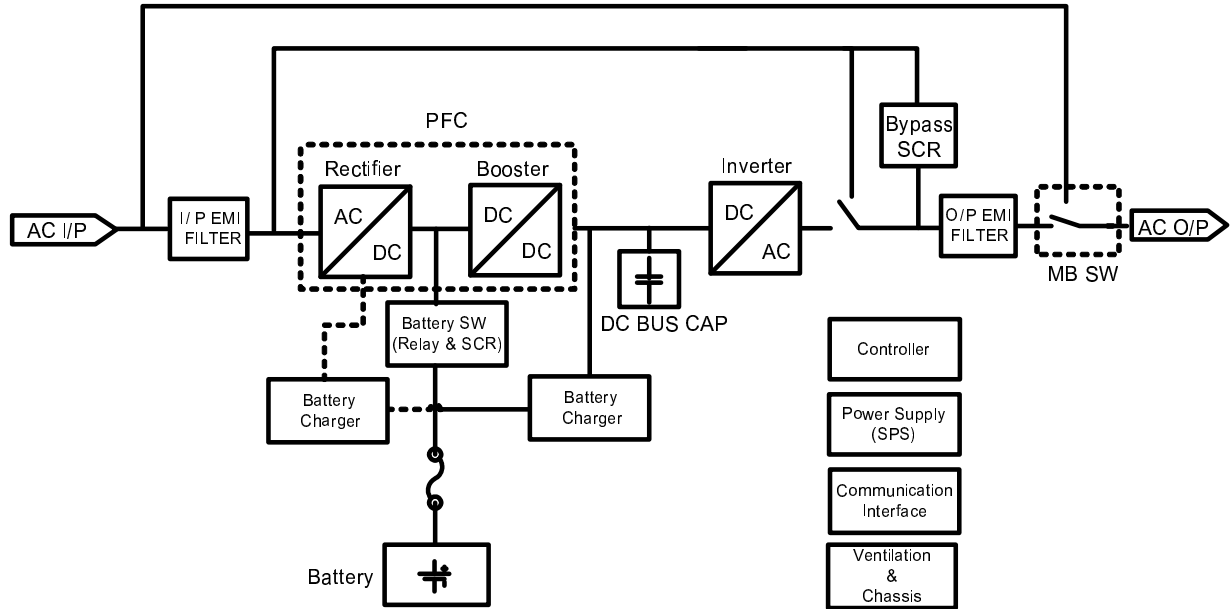 PFC
Bypass
SCR
Rectifier
Booster
Inverter
AC I/P
I/ P EMI
FILTER
AC
DC
DC
DC
DC
AC
O/P EMI
FILTER
AC O/P
MB SW
Battery SW
(Relay & SCR)
DC BUS CAP
Battery
Charger
Battery
Charger
Controller
Power Supply
(SPS)
Communication
Interface
Battery
Ventilation
&
Chassis